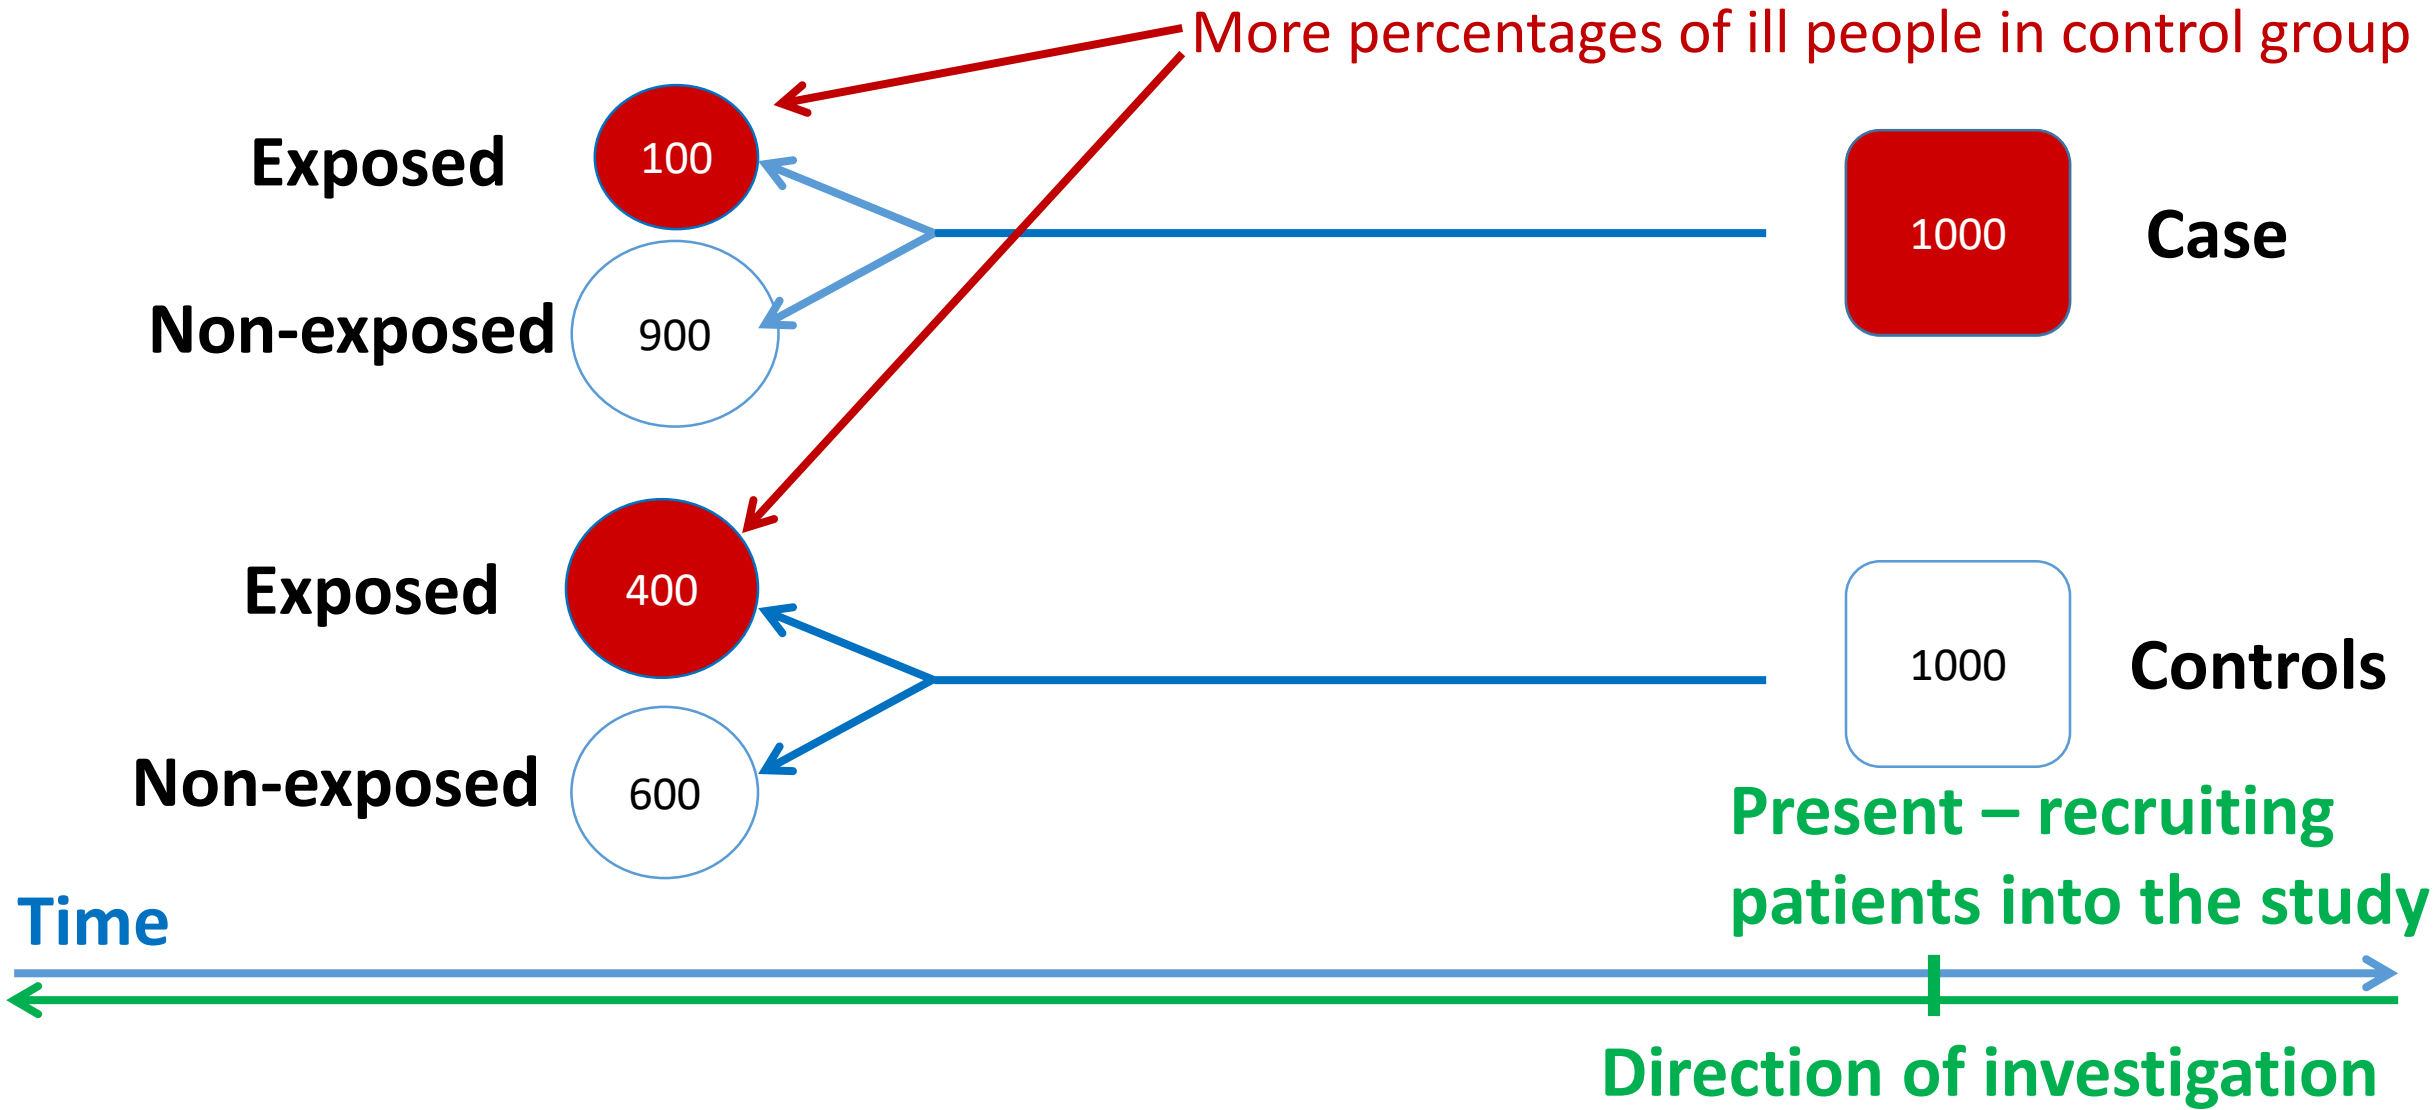 More percentages of ill people in control group
Exposed
100
1000
Case
Non-exposed
900
Exposed
400
1000
Controls
Non-exposed
600
Present – recruiting
patients into the study
Time
Direction of investigation